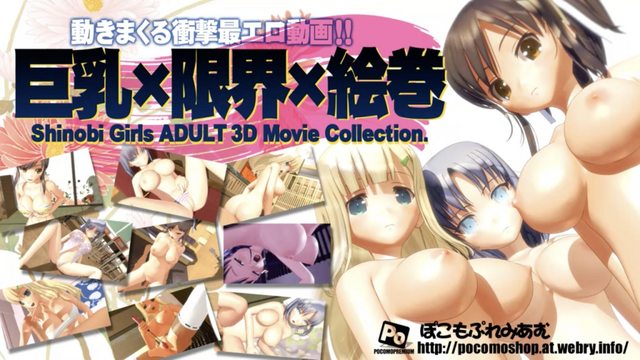 動きまくる衝撃最エロ動画!!
巨乳×限界×絵巻
Shinobi Girls ADULT 3D Movie Collection.
Po
POCOMOPREMIUM
ぽこもぷれみあむ
http://pocomoshop.at.webry.info/